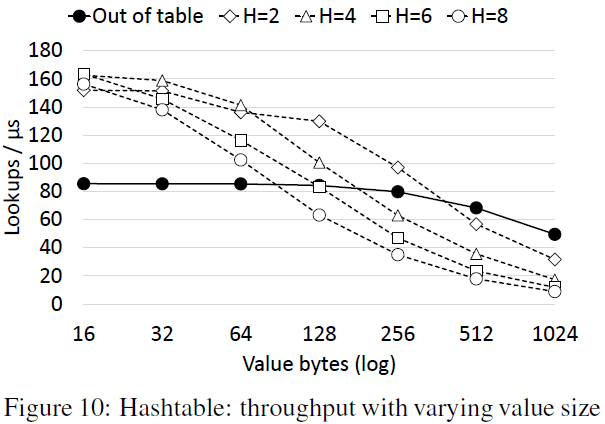 Out of table H=2 H=4 H=6 H=8
180
160
140
120
100
80
60
40
20
0
Lookups / µs
16 32 64 128 256 512 1024
Value bytes (log)
Figure 10: Hashtable: throughput with varying value size